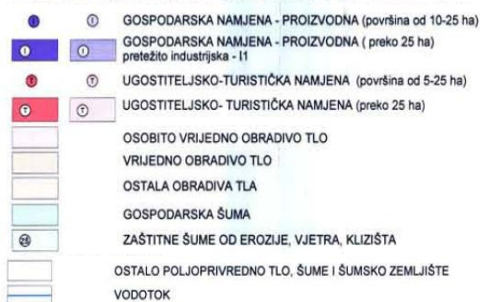 I I GOSPODARSKA NAMJENA - PROIZVODNA (površina od 10-25 ha)
I I GOSPODARSKA NAMJENA - PROIZVODNA ( preko 25 ha)
pretežito industrijska - I1
T T UGOSTITELJSKO-TURISTIČKA NAMJENA (površina od 5-25 ha)
T T UGOSTITELJSKO- TURISTIČKA NAMJENA (preko 25 ha)
OSOBITO VRIJEDNO OBRADIVO TLO
VRIJEDNO OBRADIVO TLO
OSTALA OBRADIVA TLA
GOSPODARSKA ŠUMA
ZAŠTITNE ŠUME OD EROZIJE, VJETRA, KLIZIŠTA
OSTALO POLJOPRIVREDNO TLO, ŠUME I ŠUMSKO ZEMLJIŠTE
VODOTOK